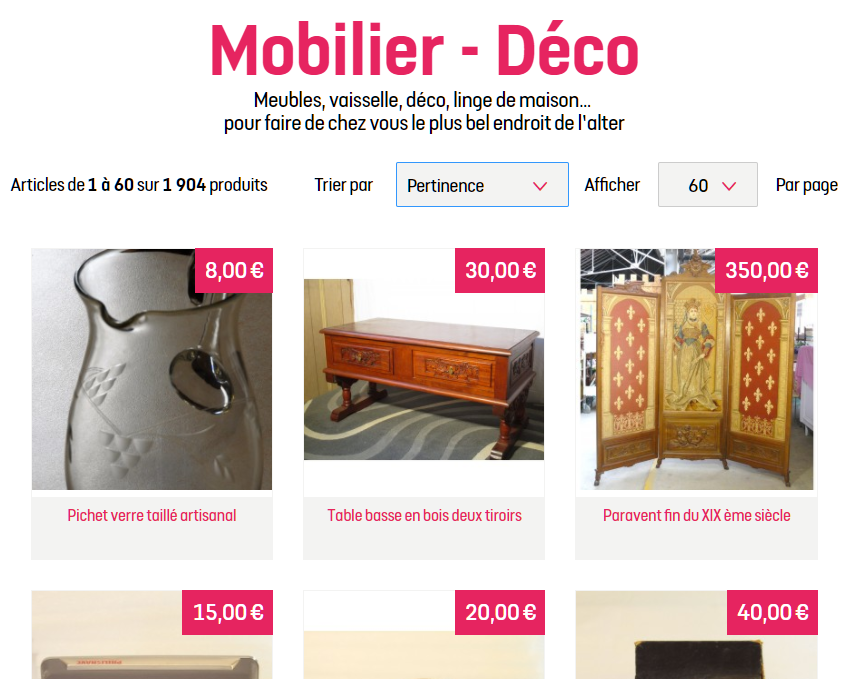 Mobilier - Déco
Meubles, vaisselle, déco, linge de maison...
pour faire de chez vous le plus bel endroit de l'alter
Articles de 1 à 60 sur 1 904 produits
Trier par
Pertinence
Afficher
60
Par page
8,00 €
30,00 €
350,00 €
Pichet verre taillé artisanal
Table basse en bois deux tiroirs
Paravent fin du XIX ème siècle
15,00 €
20,00 €
40,00 €